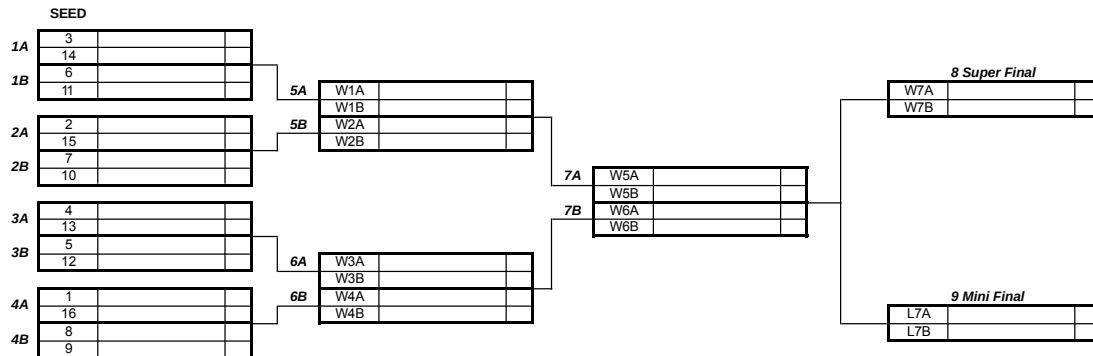 SEED
1A
3
14
1B
6
11
2A
2
15
2B
7
10
3A
4
13
3B
5
12
4A
1
16
4B
8
9
5A
W1A
W1B
5B
W2A
W2B
6A
W3A
W3B
6B
W4A
W4B
7A
W5A
W5B
7B
W6A
W6B
8 Super Final
W7A
W7B
9 Mini Final
L7A
L7B